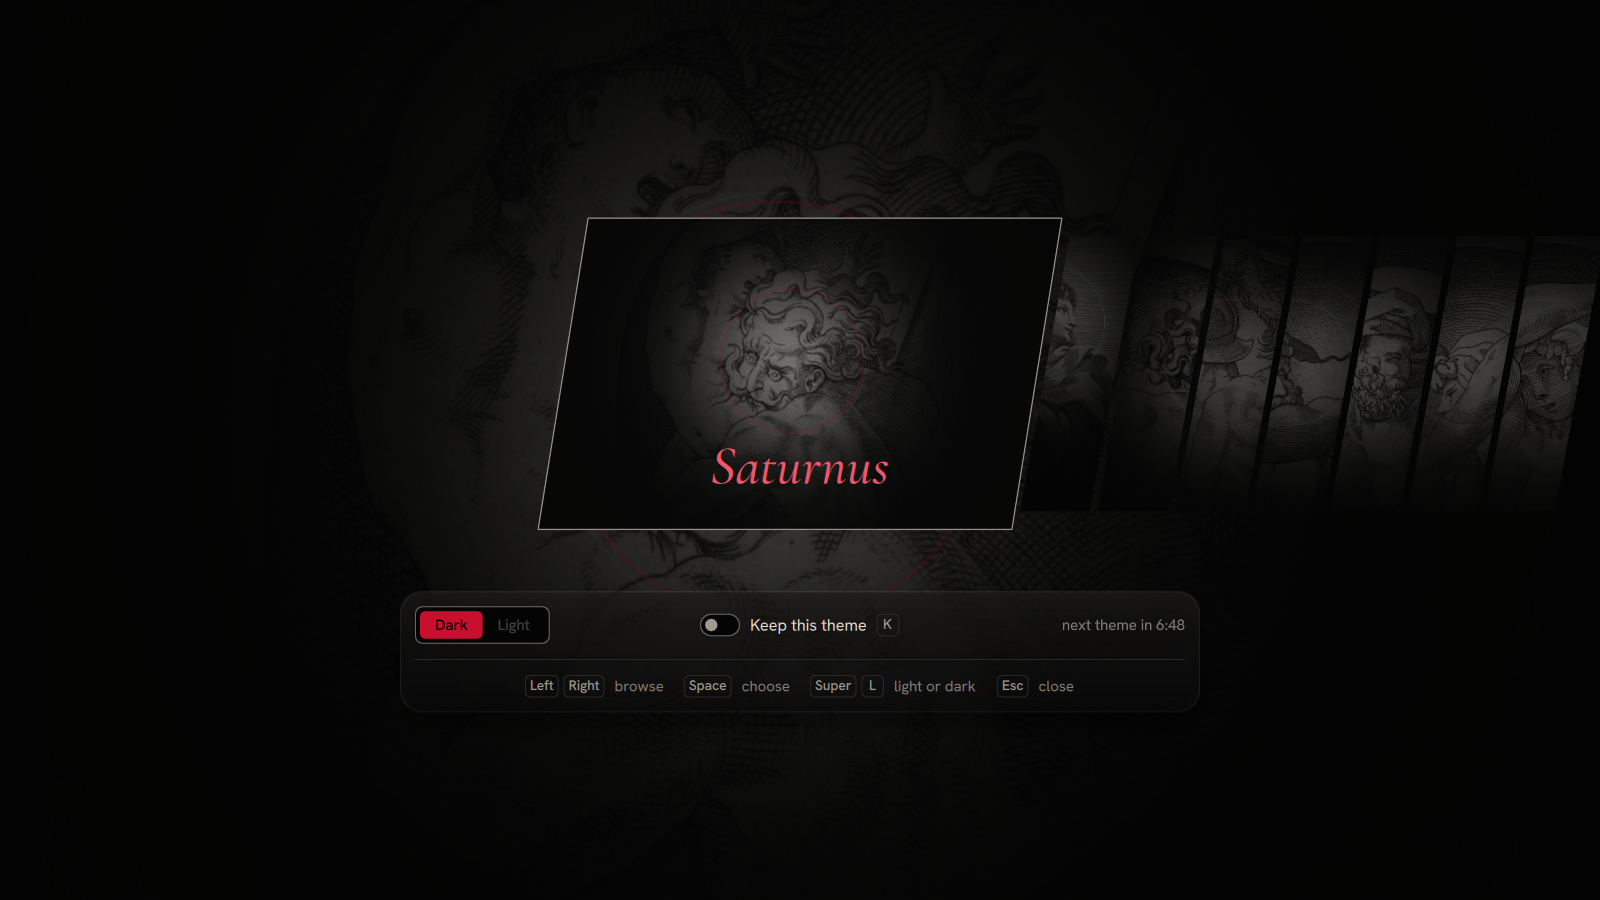 Saturnus
Dark Light Keep this theme K next theme in 6:48
Left Right browse Space choose Super L light or dark Esc close